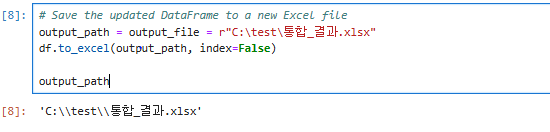 [8]: # Save the updated DataFrame to a new Excel file
output_path = output_file = r"C:\test\통합_결과.xlsx"
df.to_excel(output_path, index=False)
output_path
[8]: 'C:\\test\\통합_결과.xlsx'